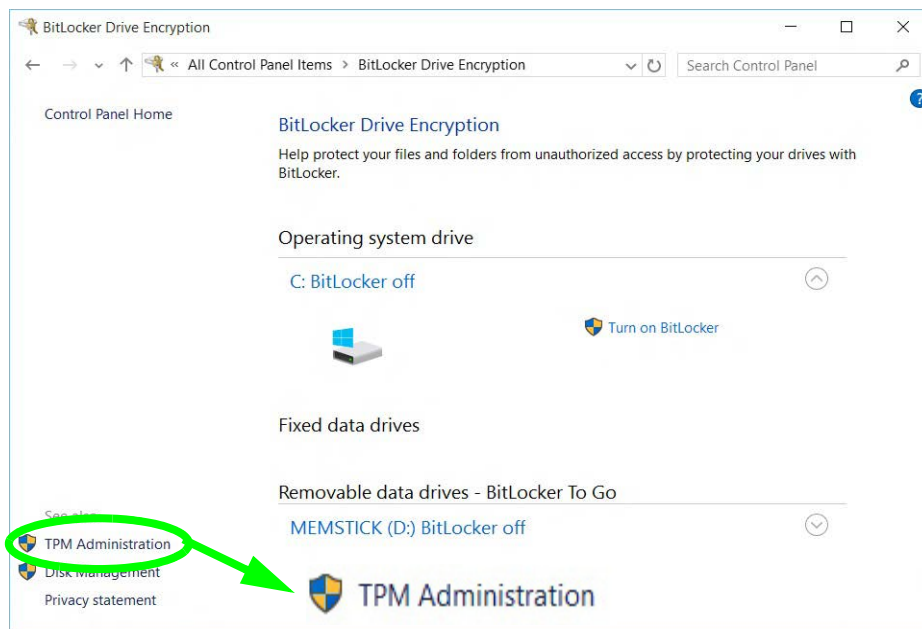 BitLocker Drive Encryption
« All Control Panel Items > BitLocker Drive Encryption
Search Control Panel
?
Control Panel Home
BitLocker Drive Encryption
Help protect your files and folders from unauthorized access by protecting your drives with
BitLocker.
Operating system drive
C: BitLocker off
Turn on BitLocker
Fixed data drives
Removable data drives - BitLocker To Go
MEMSTICK (D:) BitLocker off
See also
TPM Administration
Disk Management
Privacy statement
TPM Administration